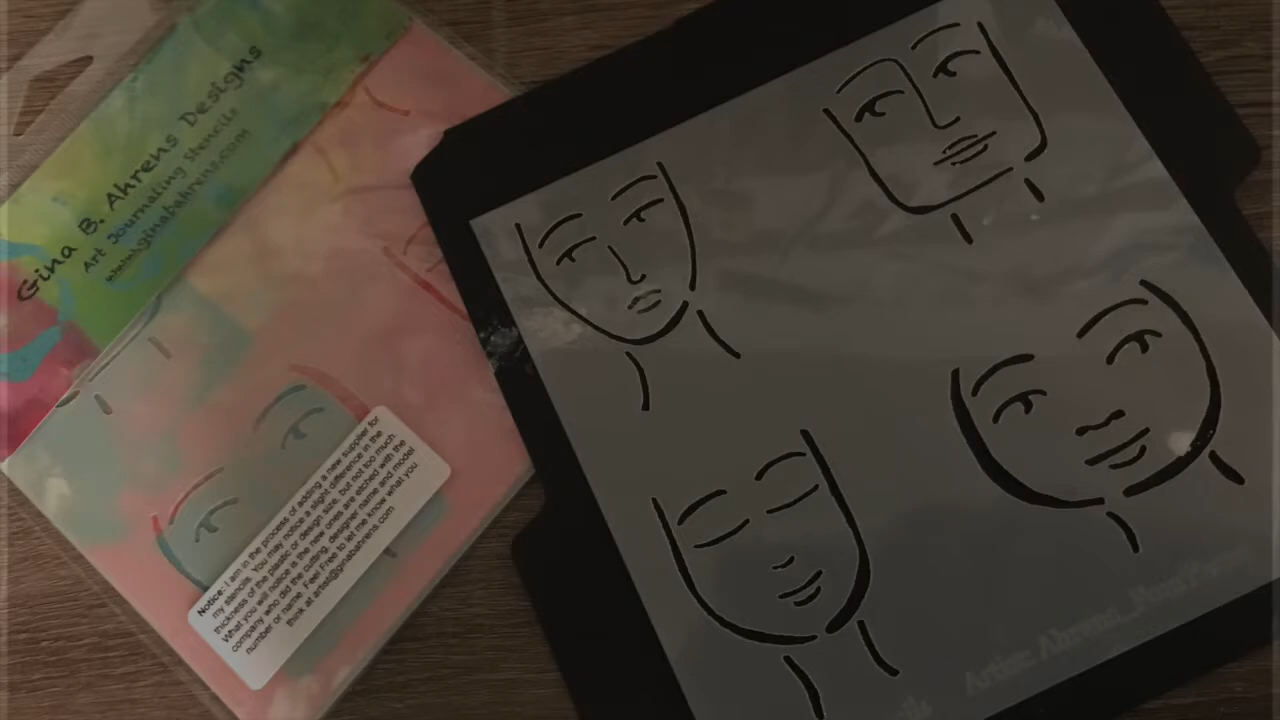 Gina B. Ahrens Designs
Art Journaling Stencils
www.ginabahrens.com
Notice: I am in the process of adding a new supplier for
my stencils. You may notice a slight difference in the
thickness of the plastic or design size, but not too much.
What you will notice is the new ones are etched with the
company who did the cutting, designer name and model
number or name. Feel Free to let me know what you
think at artist@ginabahrens.com
Artist: Ahrens_